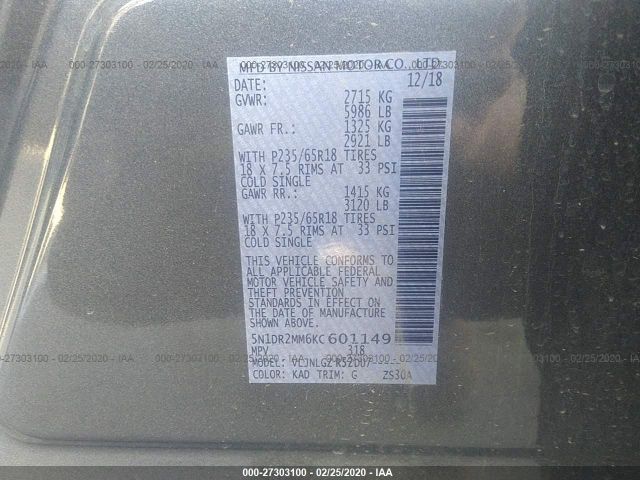 000-27303100 - 02/25/2020 - IAA
MFD BY NISSAN MOTOR CO., LTD.
DATE: 12/18
GVWR: 2715 KG
5986 LB
GAWR FR.: 1325 KG
2921 LB
WITH P235/65R18 TIRES
18 X 7.5 RIMS AT 33 PSI
COLD SINGLE
GAWR RR.: 1415 KG
3120 LB
WITH P235/65R18 TIRES
18 X 7.5 RIMS AT 33 PSI
COLD SINGLE
THIS VEHICLE CONFORMS TO
ALL APPLICABLE FEDERAL
MOTOR VEHICLE SAFETY AND
THEFT PREVENTION
STANDARDS IN EFFECT ON
THE DATE OF MANUFACTURE
SHOWN ABOVE.
5N1DR2MM6KC601149
MPV 318
MODEL: VLJNLGZ R52DU7
COLOR: KAD TRIM: G ZS30A
000-27303100 - 02/25/2020 - IAA